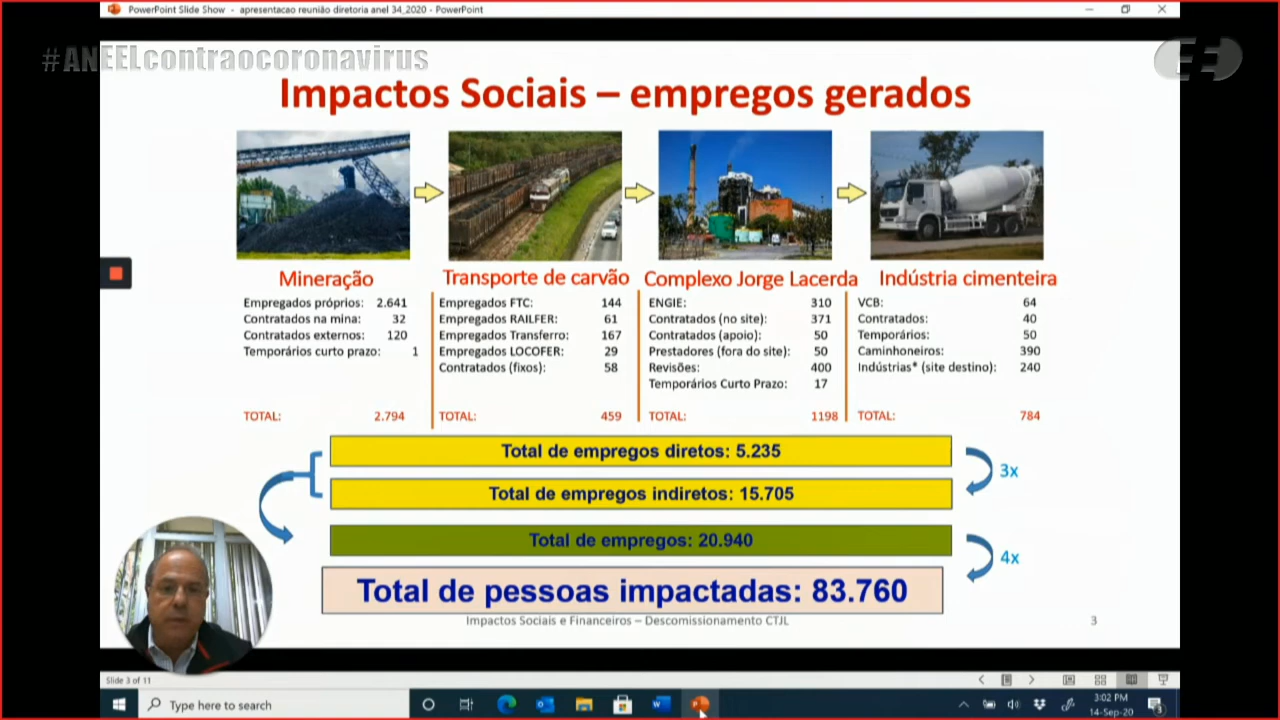 PowerPoint Slide Show - apresentacao reunião diretoria anel 34_2020 - PowerPoint
#ANEELcontraocoronavirus
Impactos Sociais – empregos gerados
Mineração
Empregados próprios: 2.641
Contratados na mina: 32
Contratados externos: 120
Temporários curto prazo: 1
TOTAL: 2.794
Transporte de carvão
Empregados FTC: 144
Empregados RAILFER: 61
Empregados Transferro: 167
Empregados LOCOFER: 29
Contratados (fixos): 58
TOTAL: 459
Complexo Jorge Lacerda
ENGIE: 310
Contratados (no site): 371
Contratados (apoio): 50
Prestadores (fora do site): 50
Revisões: 400
Temporários Curto Prazo: 17
TOTAL: 1198
Indústria cimenteira
VCB: 64
Contratados: 40
Temporários: 50
Caminhoneiros: 390
Indústrias* (site destino): 240
TOTAL: 784
Total de empregos diretos: 5.235
3x
Total de empregos indiretos: 15.705
Total de empregos: 20.940
4x
Total de pessoas impactadas: 83.760
Impactos Sociais e Financeiros – Descomissionamento CTJL
3
Slide 3 of 11
Type here to search
3:02 PM
14-Sep-20
3